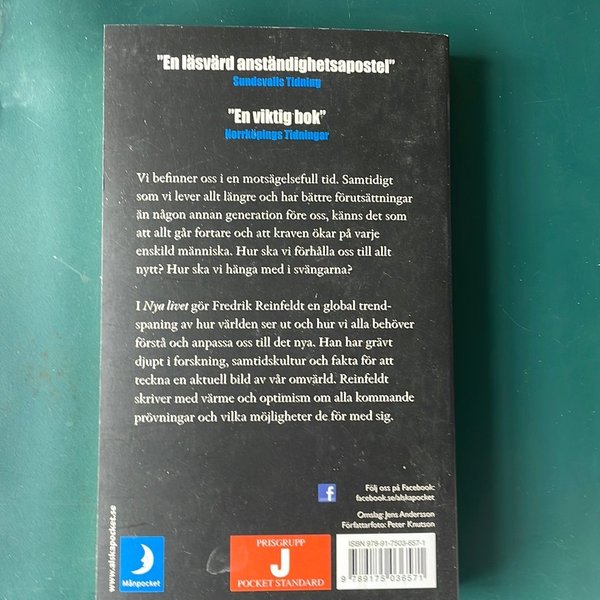 "En läsvärd anständighetsapostel"
Sundsvalls Tidning
"En viktig bok"
Norrköpings Tidningar
Vi befinner oss i en motsägelsefull tid. Samtidigt
som vi lever allt längre och har bättre förutsättningar
än någon annan generation före oss, känns det som
att allt går fortare och att kraven ökar på varje
enskild människa. Hur ska vi förhålla oss till allt
nytt? Hur ska vi hänga med i svängarna?
I Nya livet gör Fredrik Reinfeldt en global trend-
spaning av hur världen ser ut och hur vi alla behöver
förstå och anpassa oss till det nya. Han har grävt
djupt i forskning, samtidskultur och fakta för att
teckna en aktuell bild av vår omvärld. Reinfeldt
skriver med värme och optimism om alla kommande
prövningar och vilka möjligheter de för med sig.
f
Följ oss på Facebook:
facebook.se/alskapocket
Omslag: Jens Andersson
Författarfoto: Peter Knutson
www.alskapocket.se
Månpocket
PRISGRUPP
J
POCKET STANDARD
ISBN 978-91-7503-657-1
9 789175 036571